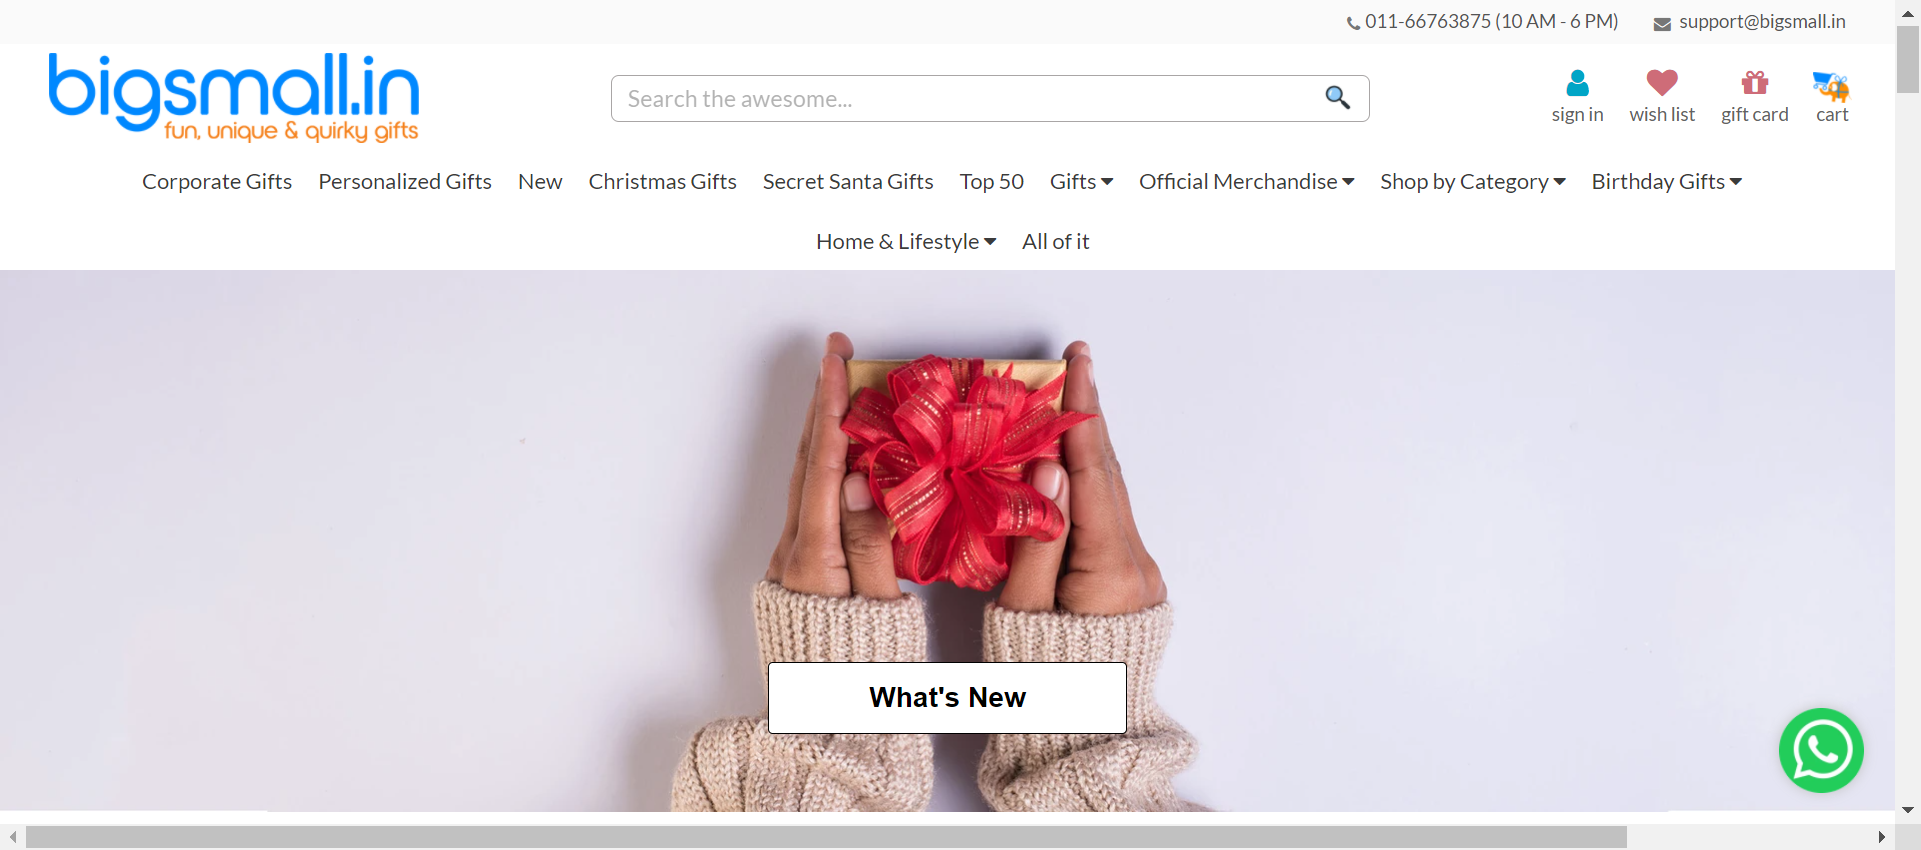 011-66763875 (10 AM - 6 PM) support@bigsmall.in
bigsmall.in
fun, unique & quirky gifts
Search the awesome...
sign in wish list gift card cart
Corporate Gifts Personalized Gifts New Christmas Gifts Secret Santa Gifts Top 50 Gifts Official Merchandise Shop by Category Birthday Gifts
Home & Lifestyle All of it
What's New